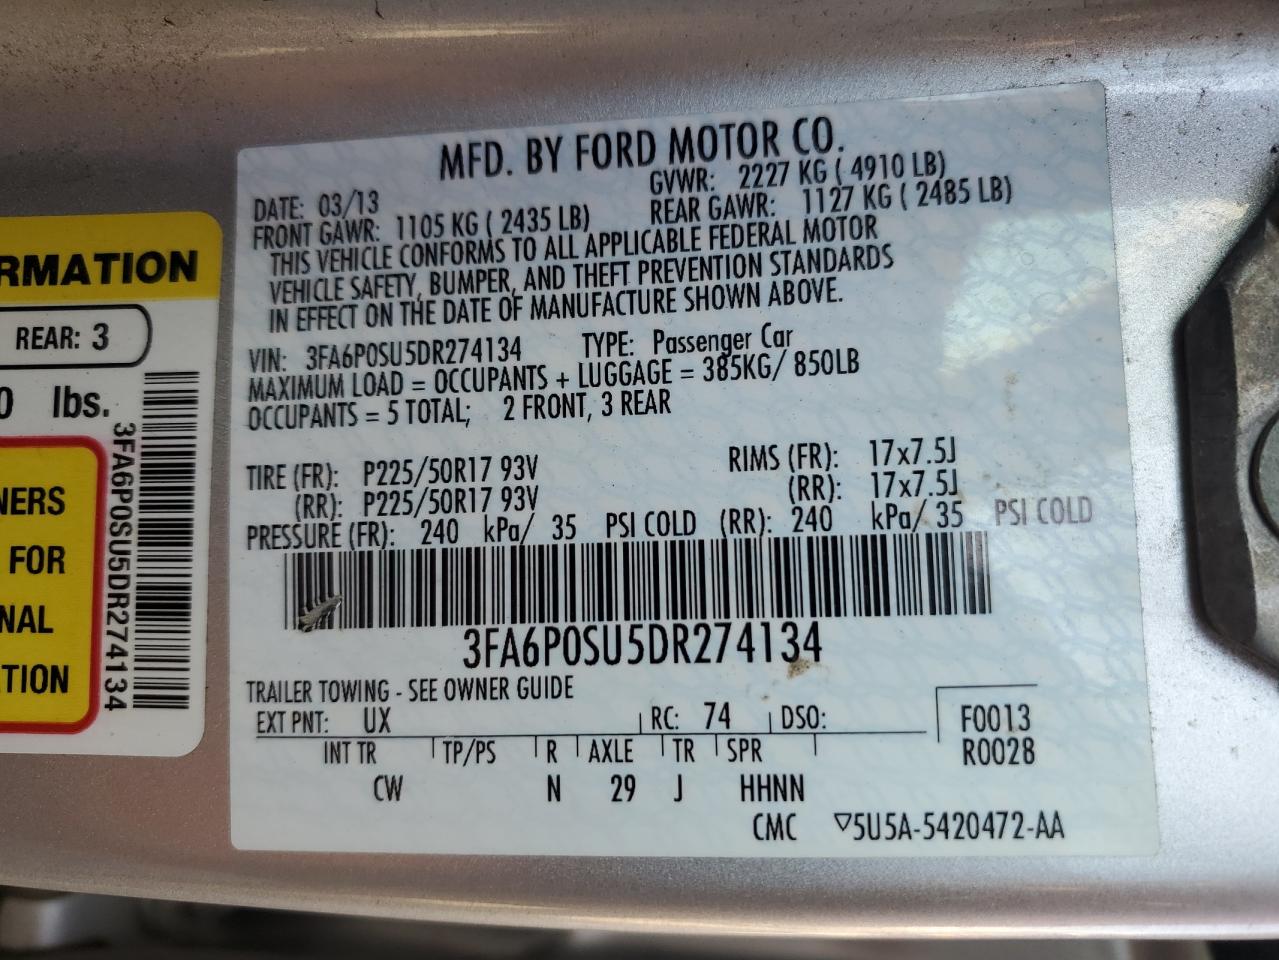 MFD. BY FORD MOTOR CO.
DATE: 03/13 GVWR: 2227 KG ( 4910 LB)
FRONT GAWR: 1105 KG ( 2435 LB) REAR GAWR: 1127 KG ( 2485 LB)
THIS VEHICLE CONFORMS TO ALL APPLICABLE FEDERAL MOTOR
VEHICLE SAFETY, BUMPER, AND THEFT PREVENTION STANDARDS
IN EFFECT ON THE DATE OF MANUFACTURE SHOWN ABOVE.
VIN: 3FA6P0SU5DR274134 TYPE: Passenger Car
MAXIMUM LOAD = OCCUPANTS + LUGGAGE = 385KG/ 850LB
OCCUPANTS = 5 TOTAL; 2 FRONT, 3 REAR
TIRE (FR): P225/50R17 93V RIMS (FR): 17x7.5J
(RR): P225/50R17 93V (RR): 17x7.5J
PRESSURE (FR): 240 kPa/ 35 PSI COLD (RR): 240 kPa/ 35 PSI COLD
3FA6P0SU5DR274134
TRAILER TOWING - SEE OWNER GUIDE
EXT PNT: UX RC: 74 DSO: F0013
INT TR TP/PS R AXLE TR SPR R0028
CW N 29 J HHNN
CMC ▽5U5A-5420472-AA
RMATION
REAR: 3
0 lbs.
3FA6P0SU5DR274134
NERS
FOR
NAL
TION